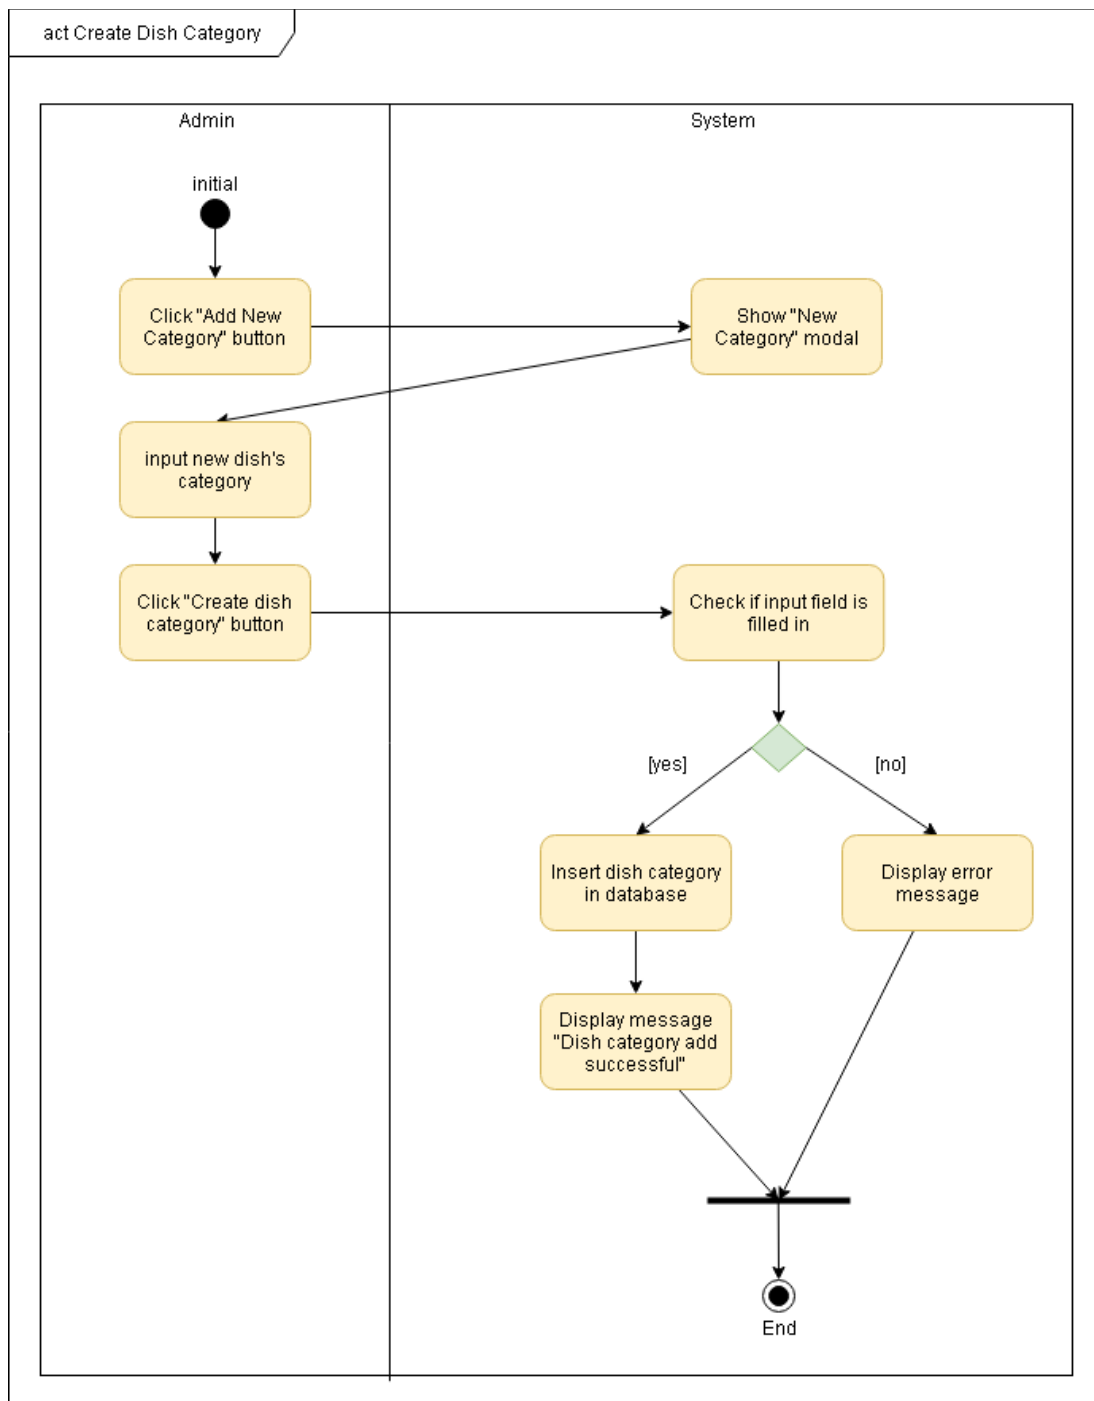 act Create Dish Category
Admin
System
initial
Click "Add New
Category" button
Show "New
Category" modal
input new dish's
category
Click "Create dish
category" button
Check if input field is
filled in
[yes]
[no]
Insert dish category
in database
Display error
message
Display message
"Dish category add
successful"
End